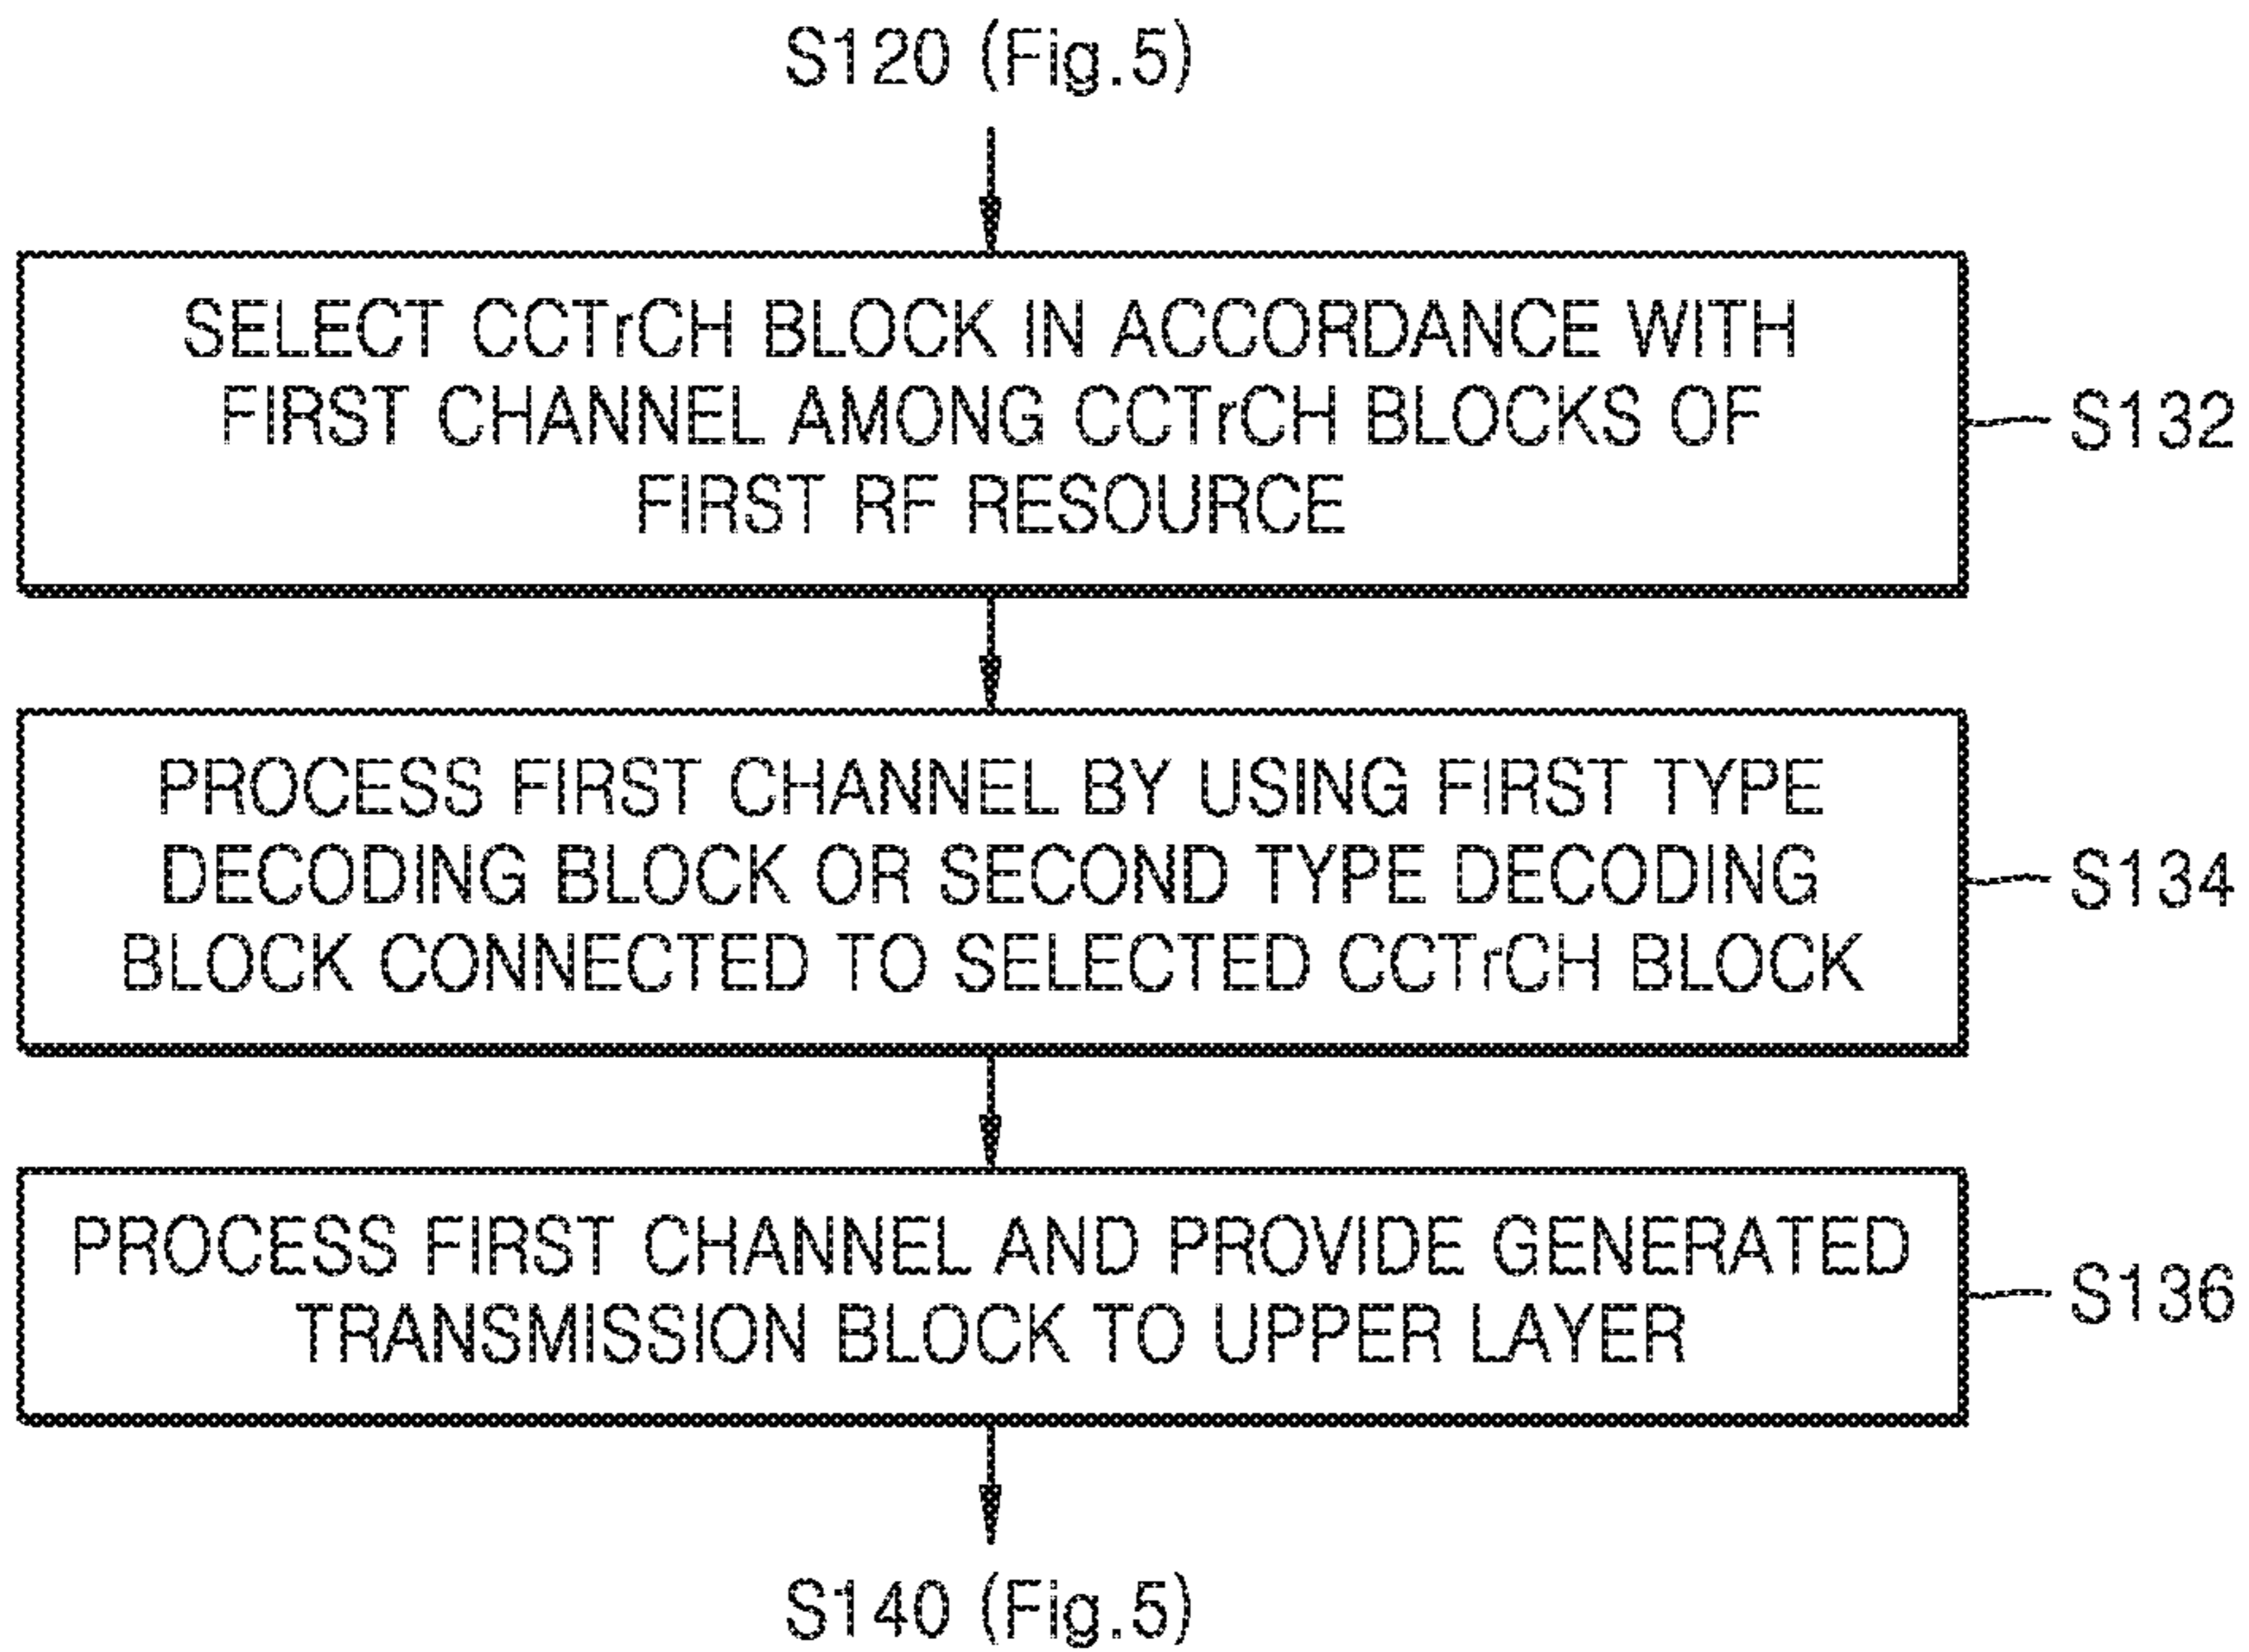 S120 (Fig.5)
SELECT CCTrCH BLOCK IN ACCORDANCE WITH
FIRST CHANNEL AMONG CCTrCH BLOCKS OF
FIRST RF RESOURCE
S132
PROCESS FIRST CHANNEL BY USING FIRST TYPE
DECODING BLOCK OR SECOND TYPE DECODING
BLOCK CONNECTED TO SELECTED CCTrCH BLOCK
S134
PROCESS FIRST CHANNEL AND PROVIDE GENERATED
TRANSMISSION BLOCK TO UPPER LAYER
S136
S140 (Fig.5)